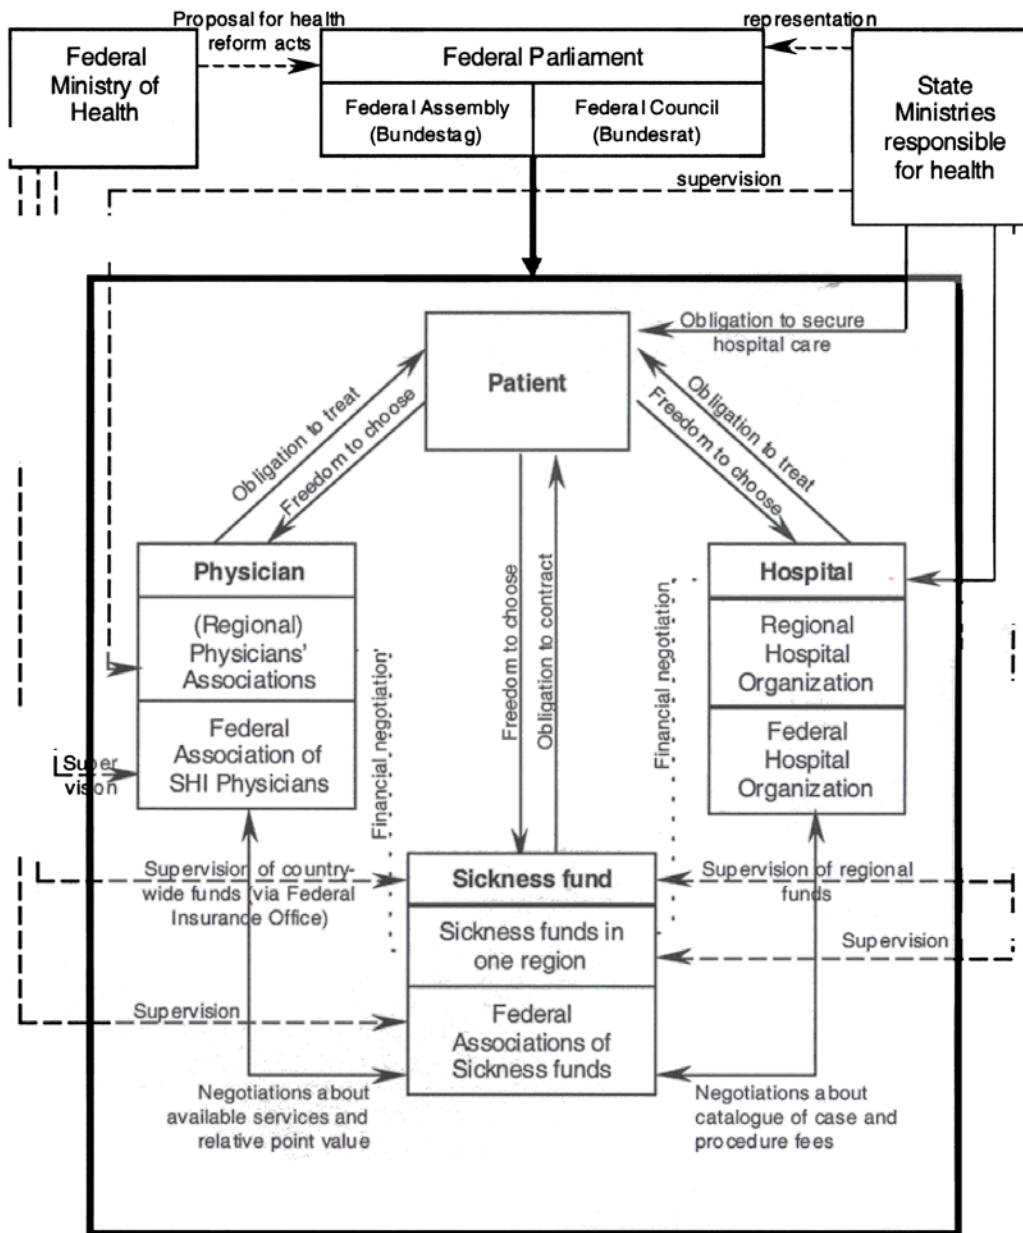 Proposal for health
reform acts
representation
Federal
Ministry of
Health
Federal Parliament
Federal Assembly
(Bundestag)
Federal Council
(Bundesrat)
State
Ministries
responsible
for health
supervision
Patient
Obligation to secure
hospital care
Obligation to treat
Freedom to choose
Obligation to treat
Freedom to choose
Physician
(Regional)
Physicians'
Associations
Federal
Association of
SHI Physicians
Super
vision
Financial negotiation
Freedom to choose
Obligation to contract
Financial negotiation
Hospital
Regional
Hospital
Organization
Federal
Hospital
Organization
Supervision of country-
wide funds (via Federal
Insurance Office)
Sickness fund
Sickness funds in
one region
Federal
Associations of
Sickness funds
Supervision of regional
funds
Supervision
Supervision
Negotiations about
available services and
relative point value
Negotiations about
catalogue of case and
procedure fees